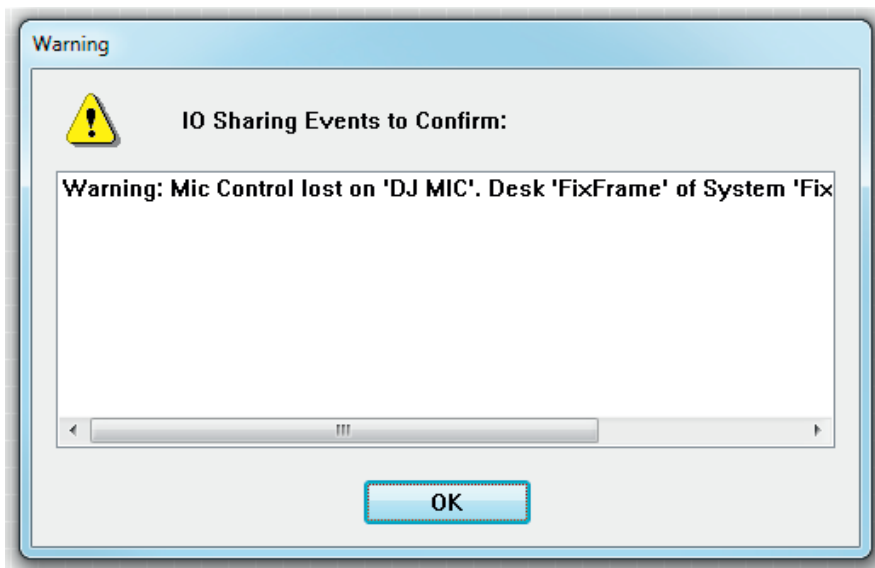 Warning
IO Sharing Events to Confirm:
Warning: Mic Control lost on 'DJ MIC'. Desk 'FixFrame' of System 'Fix
OK